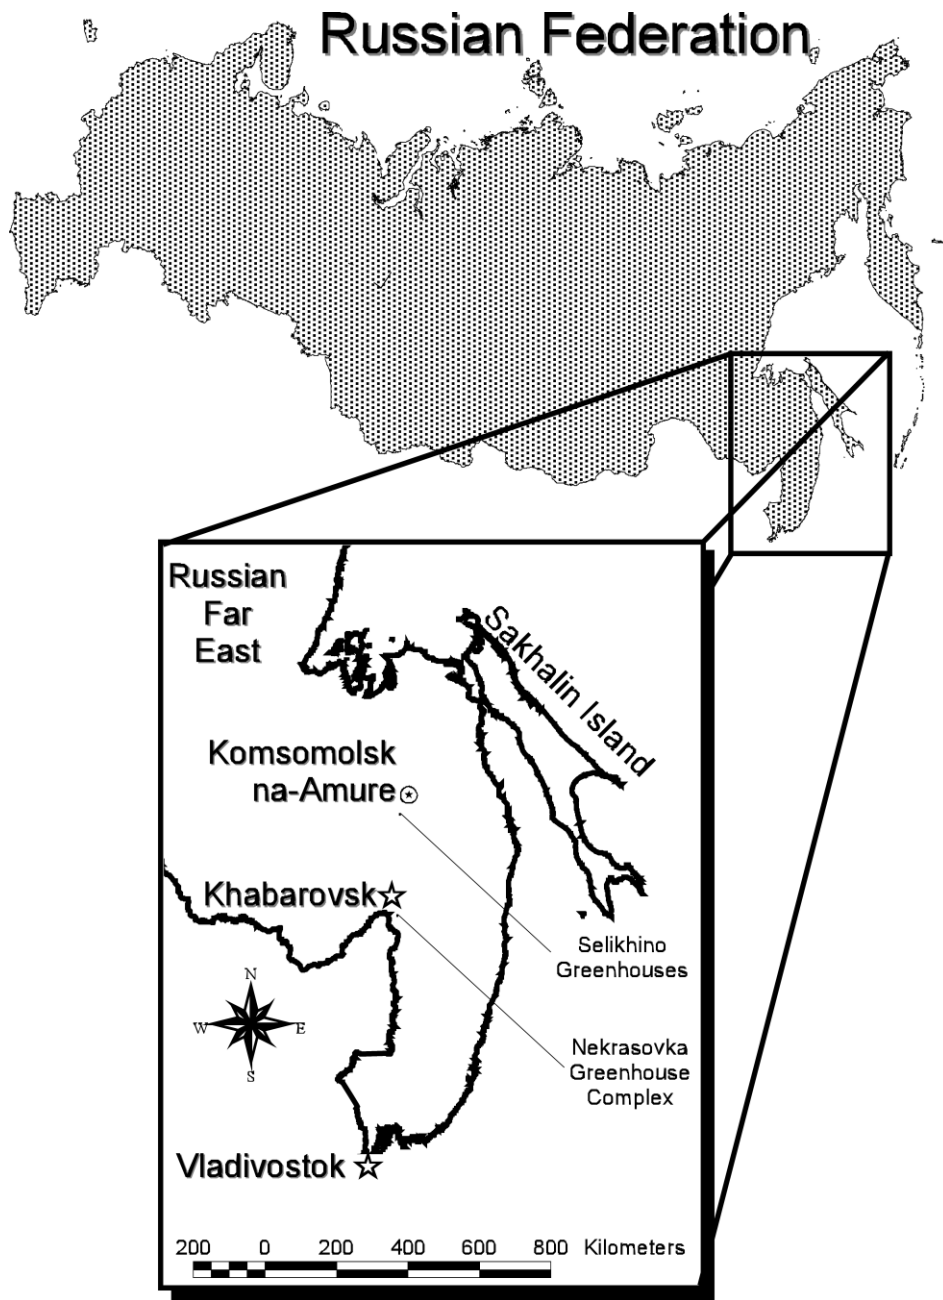 Russian Federation
Russian
Far
East
Sakhalin Island
Komsomolsk
na-Amure
Khabarovsk
Selikhino
Greenhouses
N
W E
S
Nekrasovka
Greenhouse
Complex
Vladivostok
200 0 200 400 600 800 Kilometers